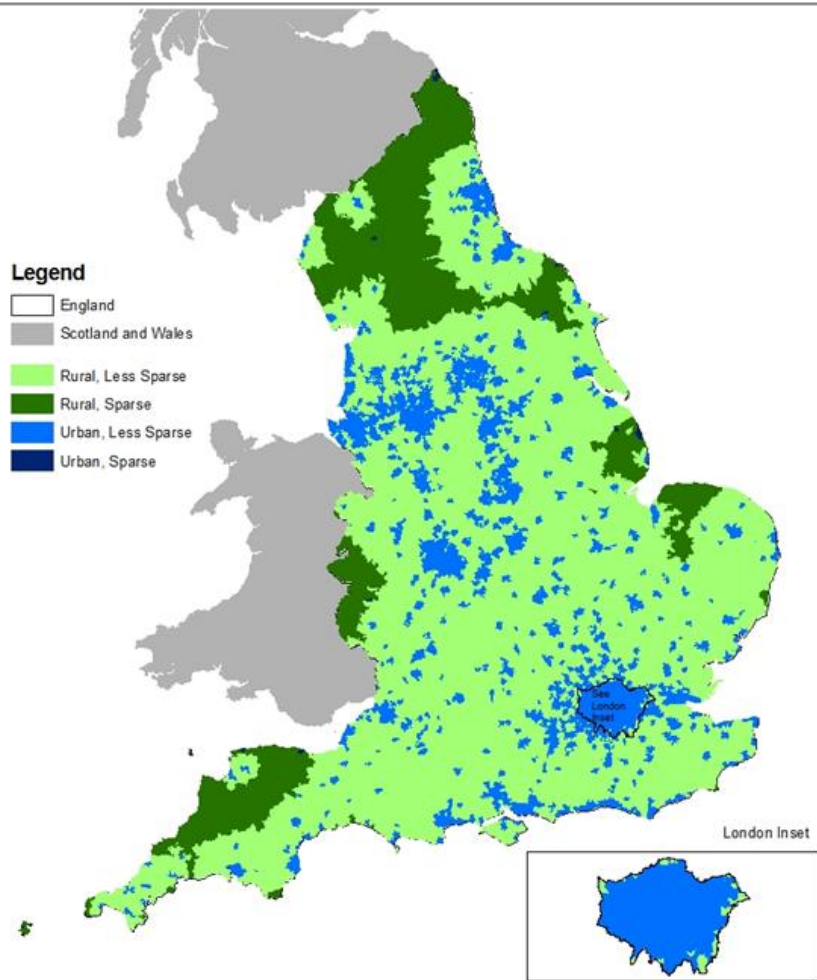 Legend
England
Scotland and Wales
Rural, Less Sparse
Rural, Sparse
Urban, Less Sparse
Urban, Sparse
See
London
Inset
London Inset